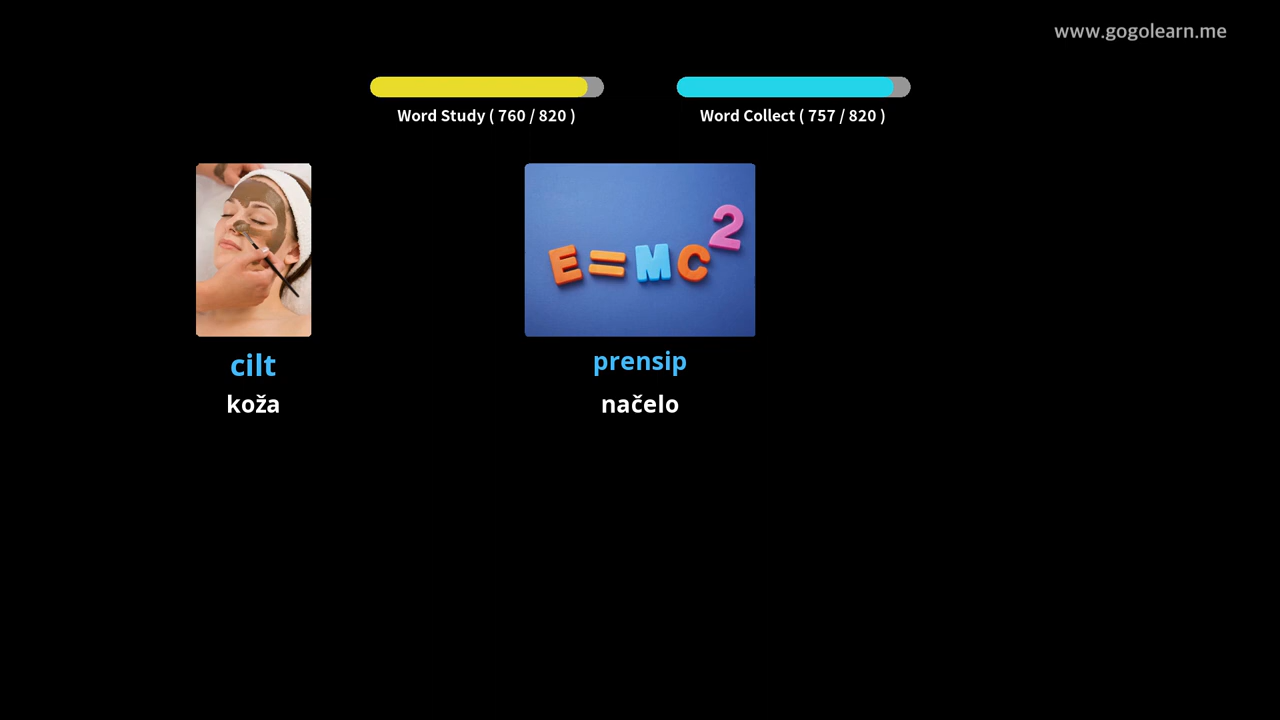 www.gogolearn.me
Word Study ( 760 / 820 )
Word Collect ( 757 / 820 )
E=MC2
cilt
prensip
koža
načelo